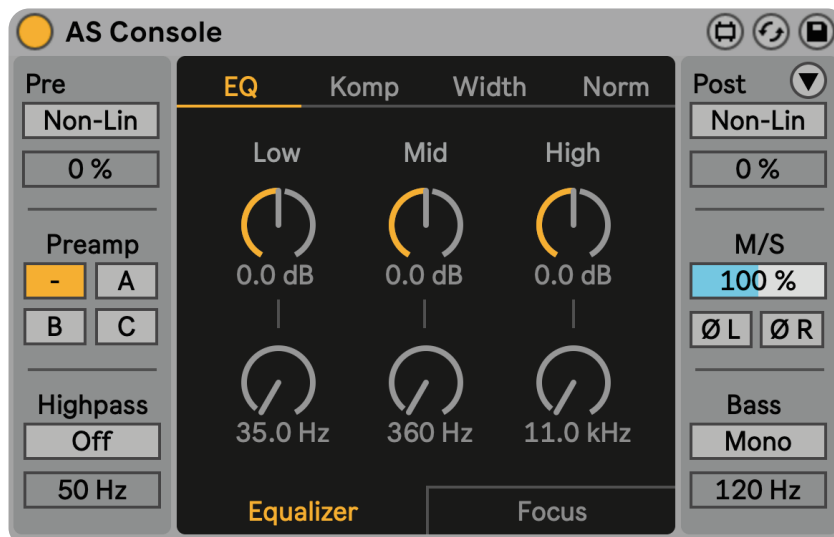 AS Console
Pre
Non-Lin
0 %
Preamp
- A
B C
Highpass
Off
50 Hz
EQ Komp Width Norm
Low Mid High
0.0 dB 0.0 dB 0.0 dB
35.0 Hz 360 Hz 11.0 kHz
Equalizer Focus
Post
Non-Lin
0 %
M/S
100 %
Ø L Ø R
Bass
Mono
120 Hz